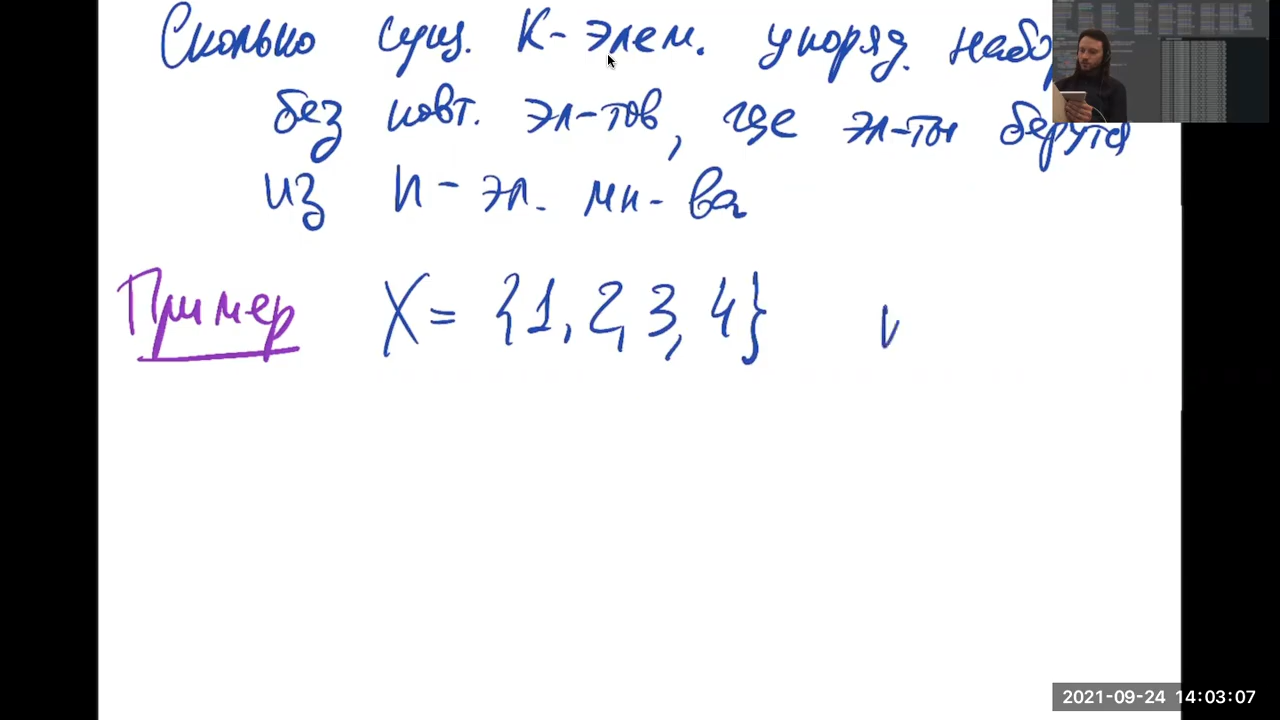 Сколько сущ. K-элем. упоряд. набо
без повт. эл-тов, где эл-ты берутся
из n-эл. мн-ва
Пример X = {1, 2, 3, 4}
2021-09-24 14:03:07